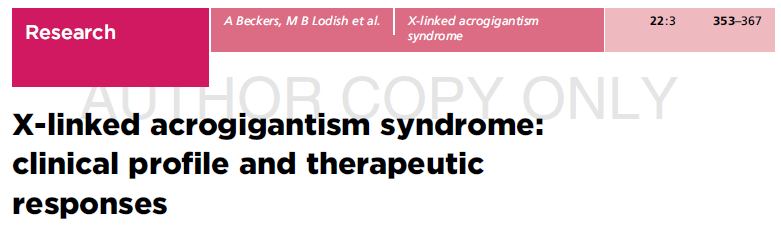 Research
A Beckers, M B Lodish et al.
X-linked acrogigantism
syndrome
22:3
353–367
AUTHOR COPY ONLY
X-linked acrogigantism syndrome:
clinical profile and therapeutic
responses